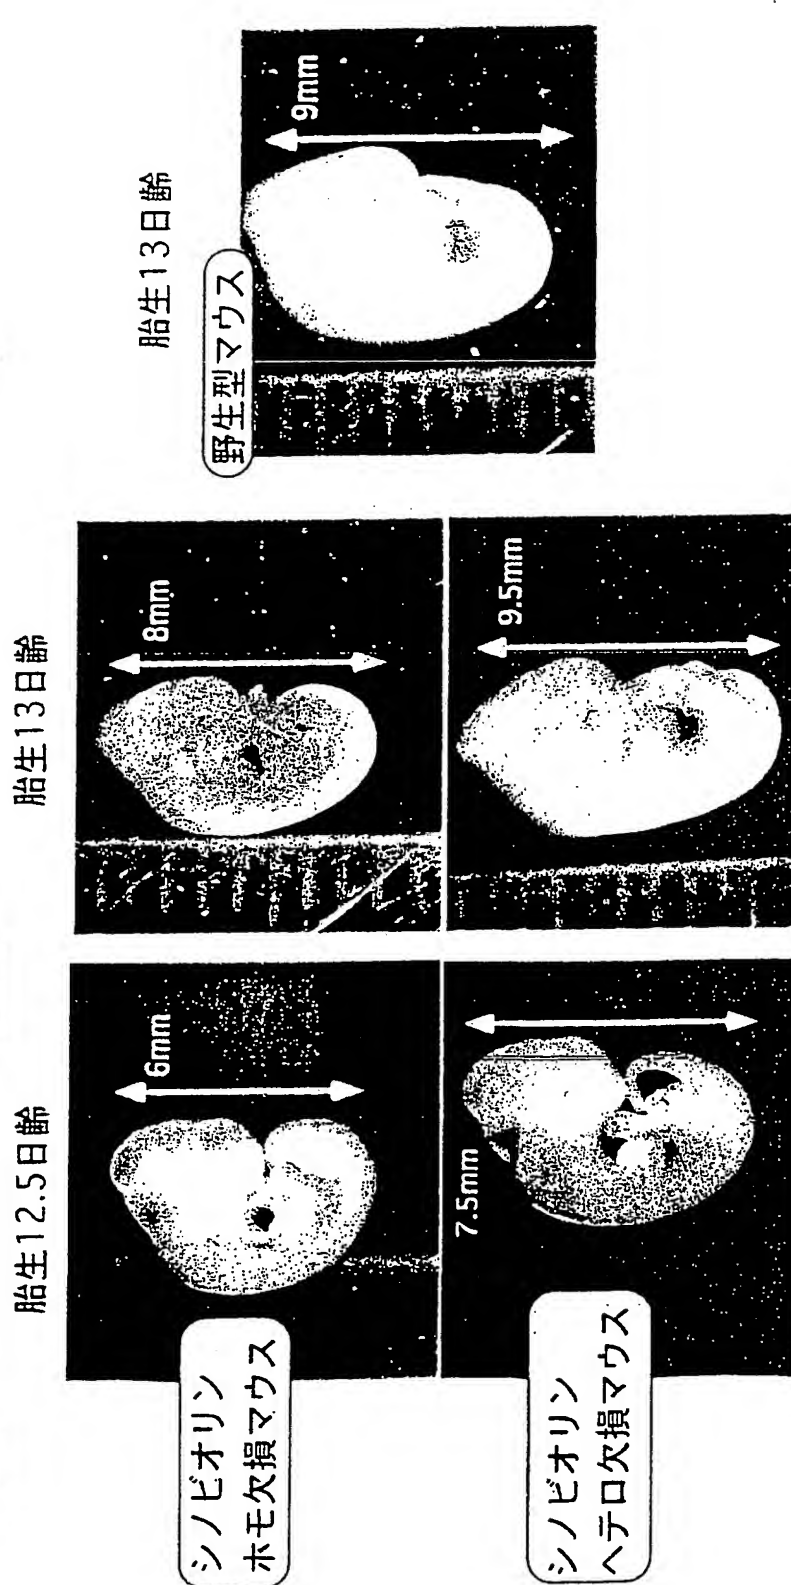 胎生12.5日齢
胎生13日齢
胎生13日齢
シノビオリン
ホモ欠損マウス
6mm
8mm
野生型マウス
9mm
シノビオリン
ヘテロ欠損マウス
7.5mm
9.5mm